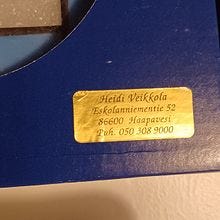 Heidi Veikkola
Eskolanniementie 52
86600 Haapavesi
Puh. 050 308 9000